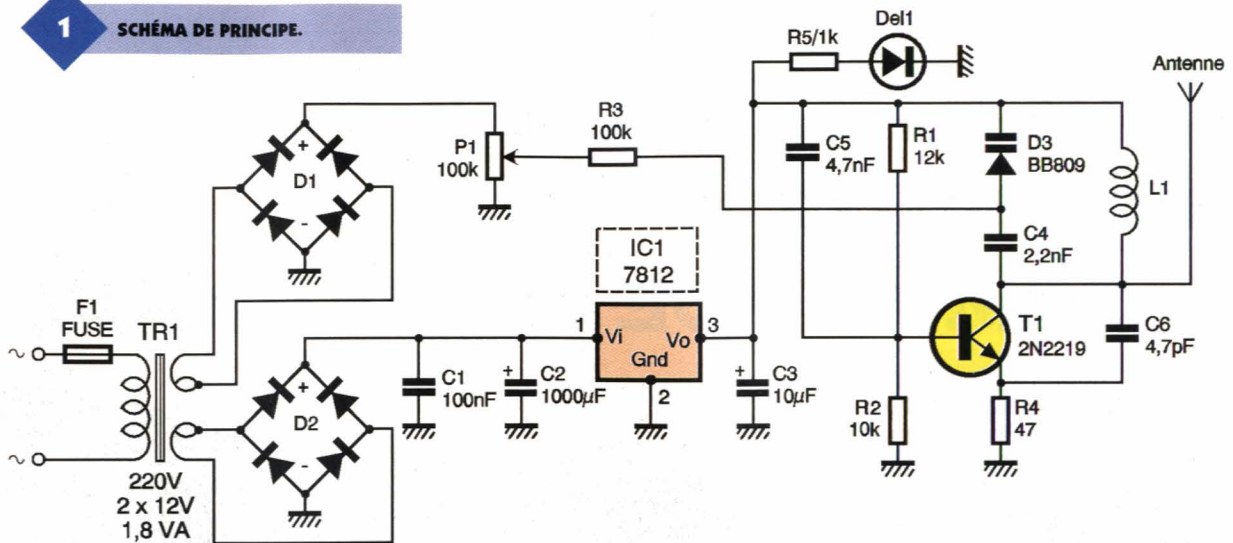 1
SCHÉMA DE PRINCIPE.
Del1
R5/1k
Antenne
R3
100k
P1
100k
+
D1
-
C5
4,7nF
R1
12k
D3
BB809
L1
C4
2,2nF
IC1
7812
F1
FUSE
TR1
~
~
1
Vi
Vo
3
Gnd
2
T1
2N2219
C6
4,7pF
+
D2
-
C1
100nF
+
C2
1000µF
+
C3
10µF
R2
10k
R4
47
220V
2 x 12V
1,8 VA